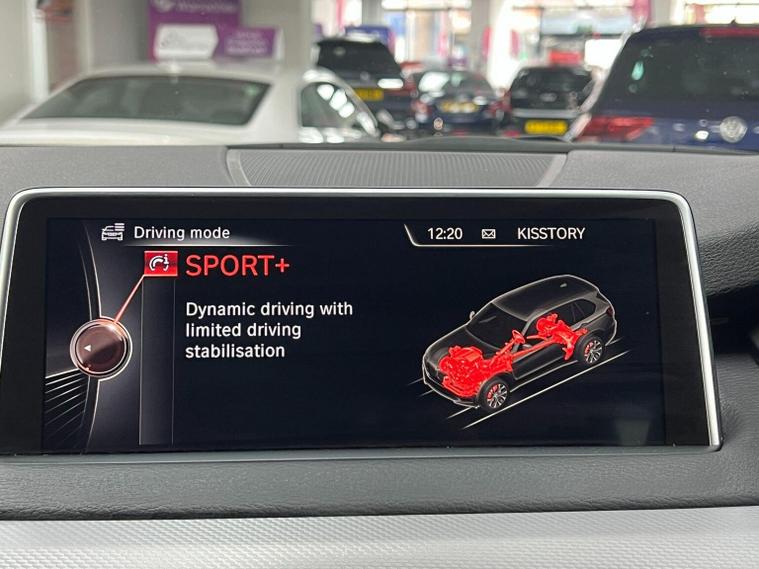 Driving mode
12:20
KISSTORY
SPORT+
Dynamic driving with
limited driving
stabilisation